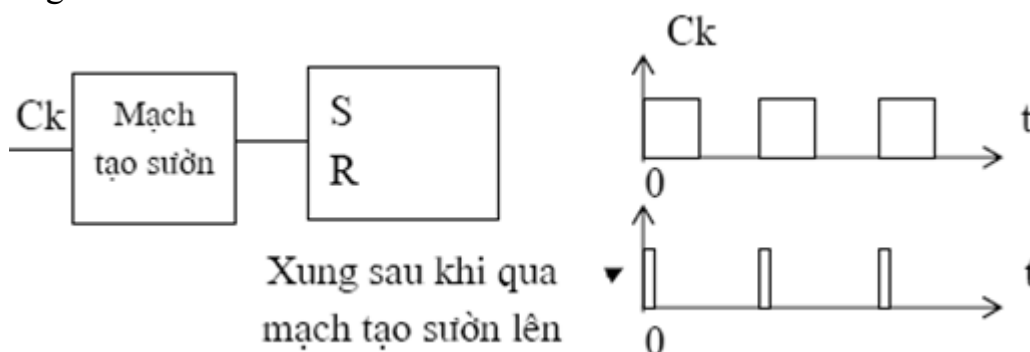 Ck
Mạch
tạo sườn
S
R
Ck
t
0
Xung sau khi qua
mạch tạo sườn lên
t
0